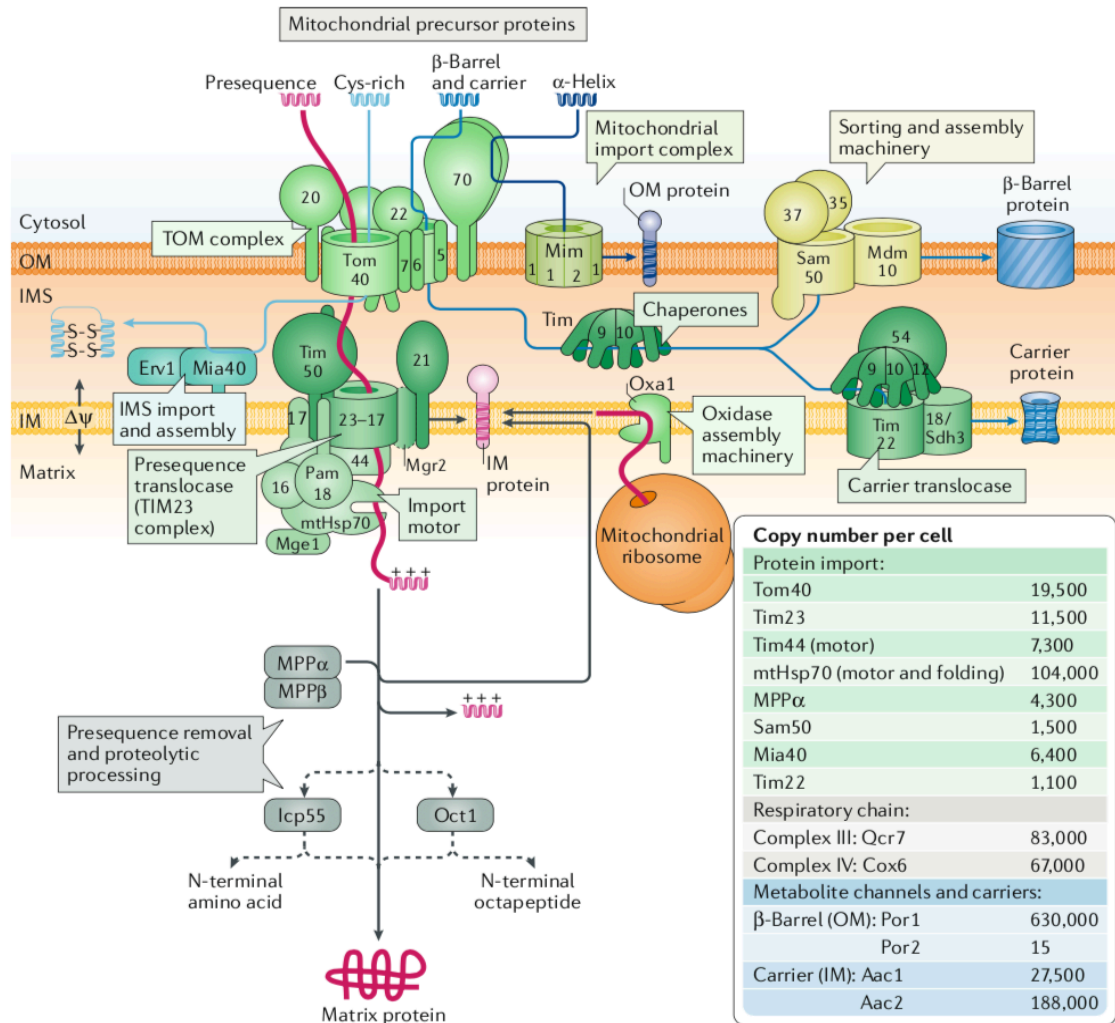 Mitochondrial precursor proteins
Presequence
Cys-rich
β-Barrel
and carrier
α-Helix
Mitochondrial
import complex
Sorting and assembly
machinery
20
22
70
OM protein
37
35
β-Barrel
protein
Cytosol
TOM complex
OM
Tom
40
7
6
5
Mim
1
1
2
1
Sam
50
Mdm
10
IMS
S-S
S-S
Tim
9
10
Chaperones
54
9
10
12
Carrier
protein
Erv1
Mia40
Tim
50
21
Oxa1
Δψ
IMS import
and assembly
IM
17
23–17
Oxidase
assembly
machinery
Tim
22
18/
Sdh3
Matrix
Presequence
translocase
(TIM23
complex)
44
Mgr2
IM
protein
Carrier translocase
16
Pam
18
mtHsp70
Import
motor
Mge1
Mitochondrial
ribosome
+++
MPPα
MPPβ
+++
Presequence removal
and proteolytic
processing
Icp55
Oct1
N-terminal
amino acid
N-terminal
octapeptide
Matrix protein
Copy number per cell
Protein import:
Tom40 19,500
Tim23 11,500
Tim44 (motor) 7,300
mtHsp70 (motor and folding) 104,000
MPPα 4,300
Sam50 1,500
Mia40 6,400
Tim22 1,100
Respiratory chain:
Complex III: Qcr7 83,000
Complex IV: Cox6 67,000
Metabolite channels and carriers:
β-Barrel (OM): Por1 630,000
Por2 15
Carrier (IM): Aac1 27,500
Aac2 188,000